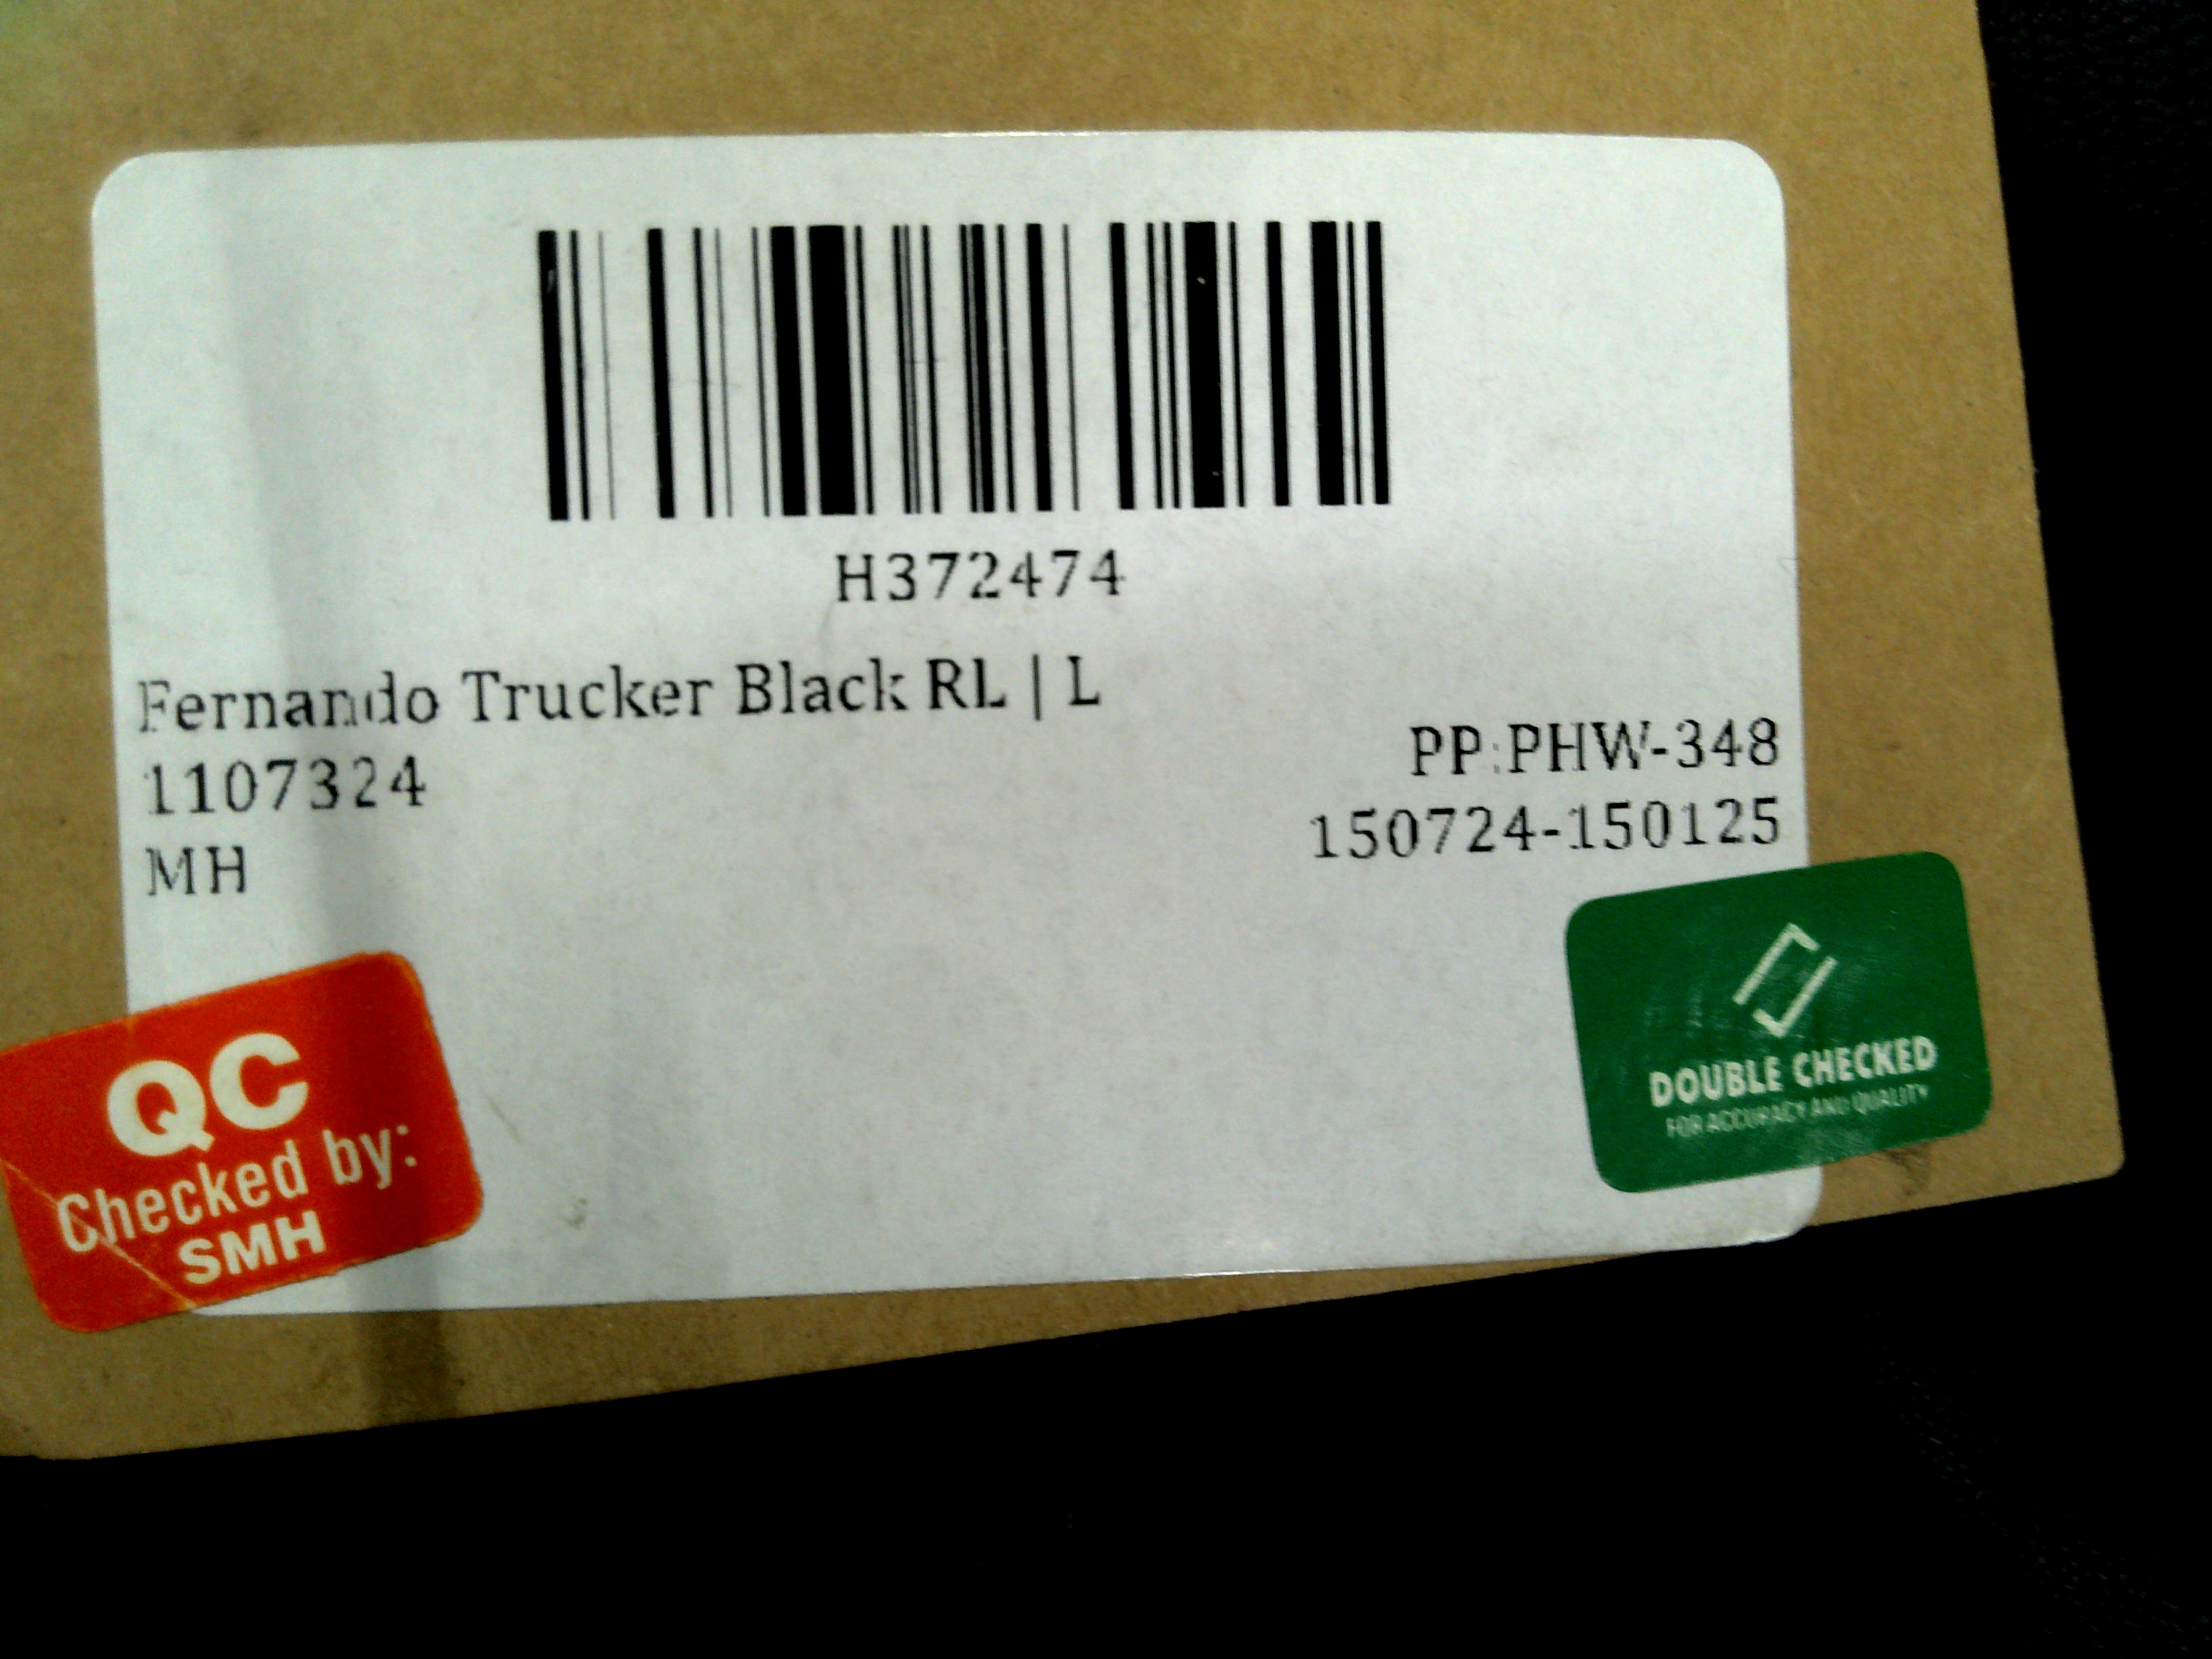 H372474
Fernando Trucker Black RL | L
1107324
MH
PP:PHW-348
150724-150125
QC
Checked by:
SMH
DOUBLE CHECKED
FOR ACCURACY AND QUALITY